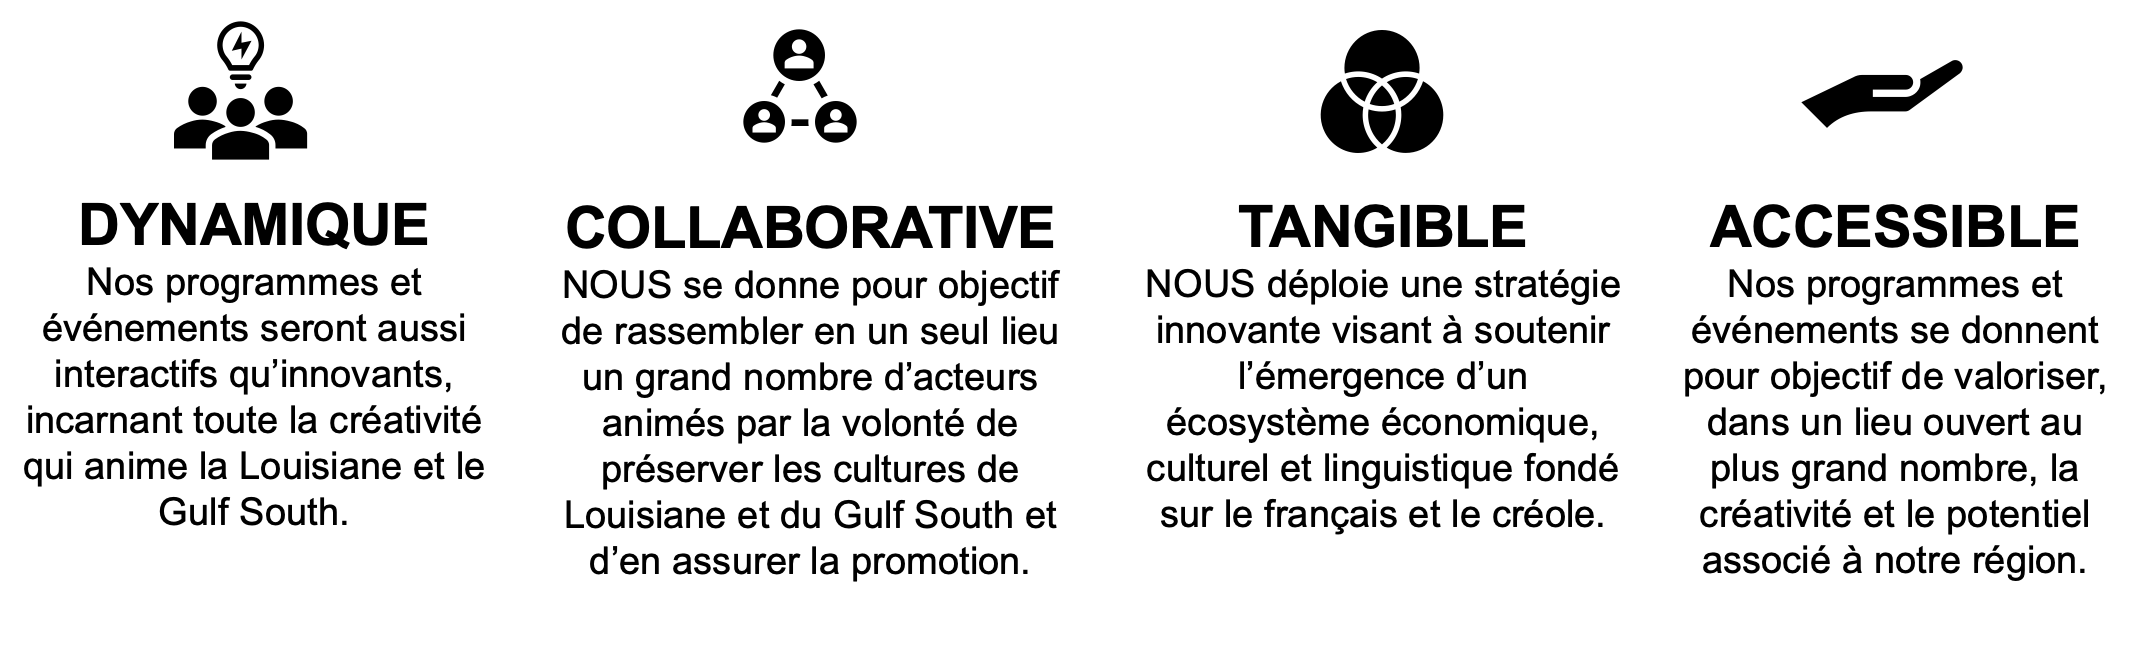 DYNAMIQUE
Nos programmes et
événements seront aussi
interactifs qu’innovants,
incarnant toute la créativité
qui anime la Louisiane et le
Gulf South.
COLLABORATIVE
NOUS se donne pour objectif
de rassembler en un seul lieu
un grand nombre d’acteurs
animés par la volonté de
préserver les cultures de
Louisiane et du Gulf South et
d’en assurer la promotion.
TANGIBLE
NOUS déploie une stratégie
innovante visant à soutenir
l’émergence d’un
écosystème économique,
culturel et linguistique fondé
sur le français et le créole.
ACCESSIBLE
Nos programmes et
événements se donnent
pour objectif de valoriser,
dans un lieu ouvert au
plus grand nombre, la
créativité et le potentiel
associé à notre région.